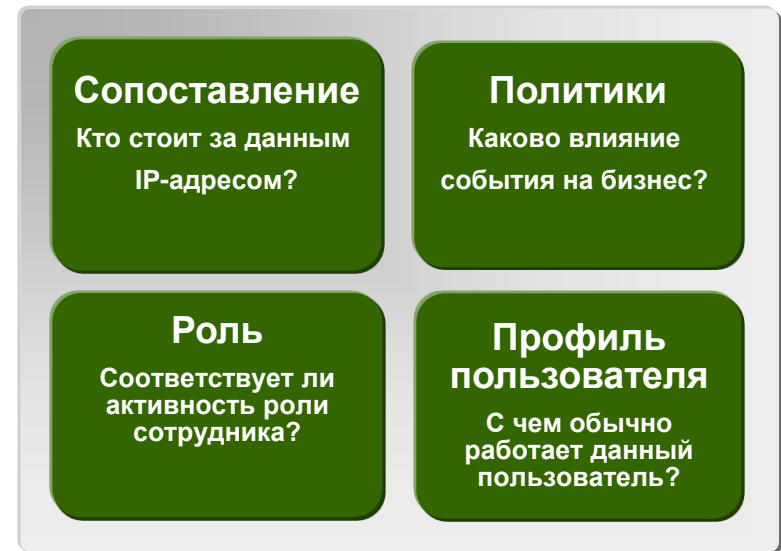 Сопоставление
Кто стоит за данным
IP-адресом?
Политики
Каково влияние
события на бизнес?
Роль
Соответствует ли
активность роли
сотрудника?
Профиль
пользователя
С чем обычно
работает данный
пользователь?